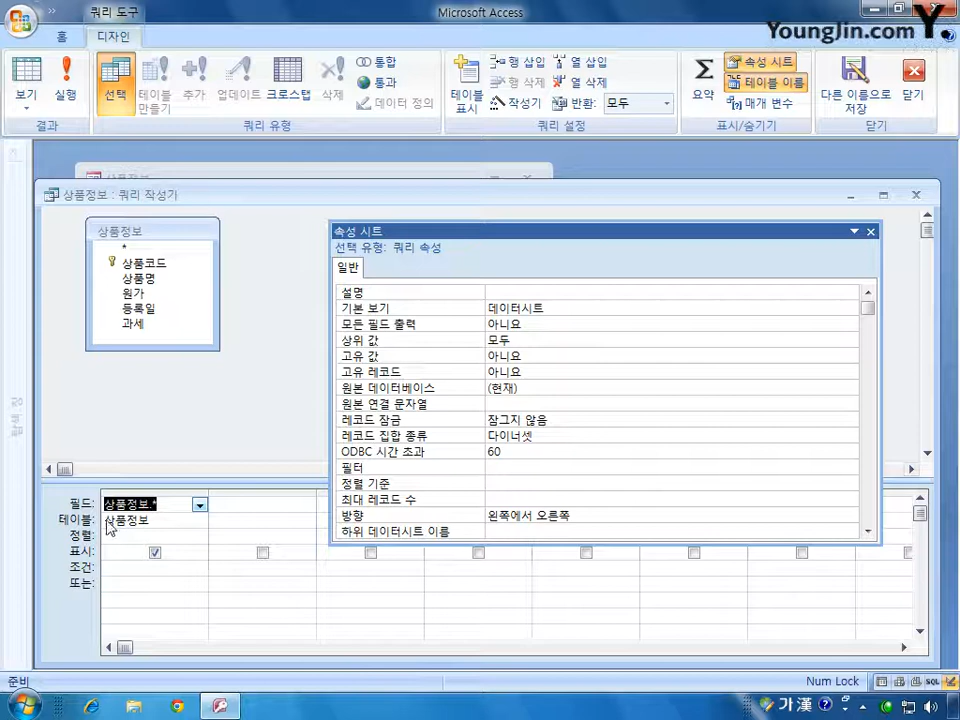 쿼리 도구
Microsoft Access
YoungJin.com Y.
홈
디자인
보기
실행
결과
선택
테이블 만들기
추가
업데이트
크로스탭
삭제
통합
통과
데이터 정의
쿼리 유형
테이블 표시
행 삽입
행 삭제
작성기
열 삽입
열 삭제
반환: 모두
쿼리 설정
요약
속성 시트
테이블 이름
매개 변수
표시/숨기기
다른 이름으로 저장
닫기
닫기
상품정보 : 쿼리 작성기
상품정보
*
상품코드
상품명
원가
등록일
과세
속성 시트
선택 유형: 쿼리 속성
일반
설명
기본 보기 데이터시트
모든 필드 출력 아니요
상위 값 모두
고유 값 아니요
고유 레코드 아니요
원본 데이터베이스 (현재)
원본 연결 문자열
레코드 잠금 잠그지 않음
레코드 집합 종류 다이너셋
ODBC 시간 초과 60
필터
정렬 기준
최대 레코드 수
방향 왼쪽에서 오른쪽
하위 데이터시트 이름
필드: 상품정보.*
테이블: 상품정보
정렬:
표시:
조건:
또는:
준비
Num Lock
SQL
가 漢